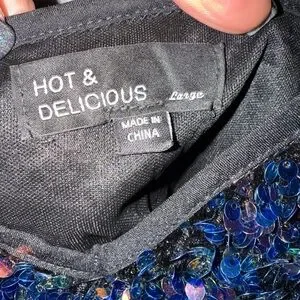 HOT &
DELICIOUS
Large
MADE IN
CHINA